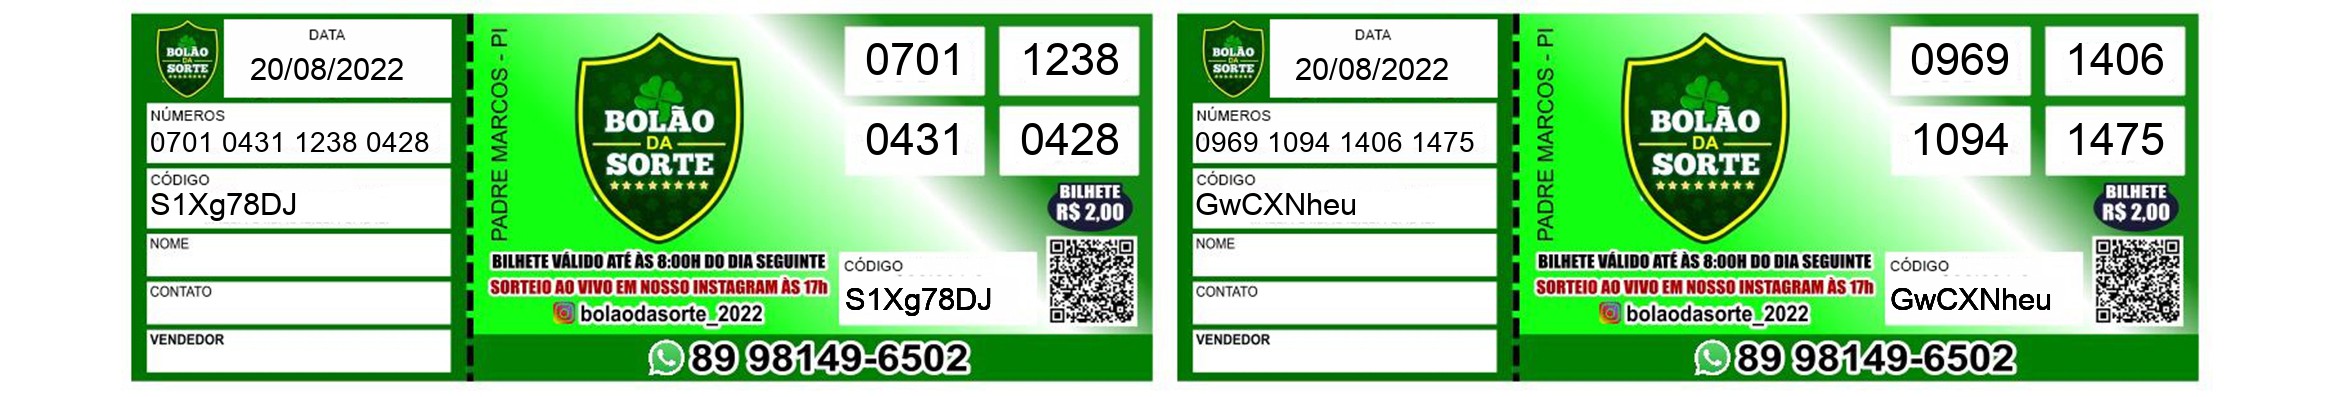 BOLÃO
DA
SORTE
DATA
20/08/2022
NÚMEROS
0701 0431 1238 0428
CÓDIGO
S1Xg78DJ
NOME
CONTATO
VENDEDOR
PADRE MARCOS - PI
BOLÃO
DA
SORTE
0701 1238
0431 0428
BILHETE
R$ 2,00
BILHETE VÁLIDO ATÉ ÀS 8:00H DO DIA SEGUINTE
SORTEIO AO VIVO EM NOSSO INSTAGRAM ÀS 17h
bolaodasorte_2022
CÓDIGO
S1Xg78DJ
89 98149-6502
BOLÃO
DA
SORTE
DATA
20/08/2022
NÚMEROS
0969 1094 1406 1475
CÓDIGO
GwCXNheu
NOME
CONTATO
VENDEDOR
PADRE MARCOS - PI
BOLÃO
DA
SORTE
0969 1406
1094 1475
BILHETE
R$ 2,00
BILHETE VÁLIDO ATÉ ÀS 8:00H DO DIA SEGUINTE
SORTEIO AO VIVO EM NOSSO INSTAGRAM ÀS 17h
bolaodasorte_2022
CÓDIGO
GwCXNheu
89 98149-6502